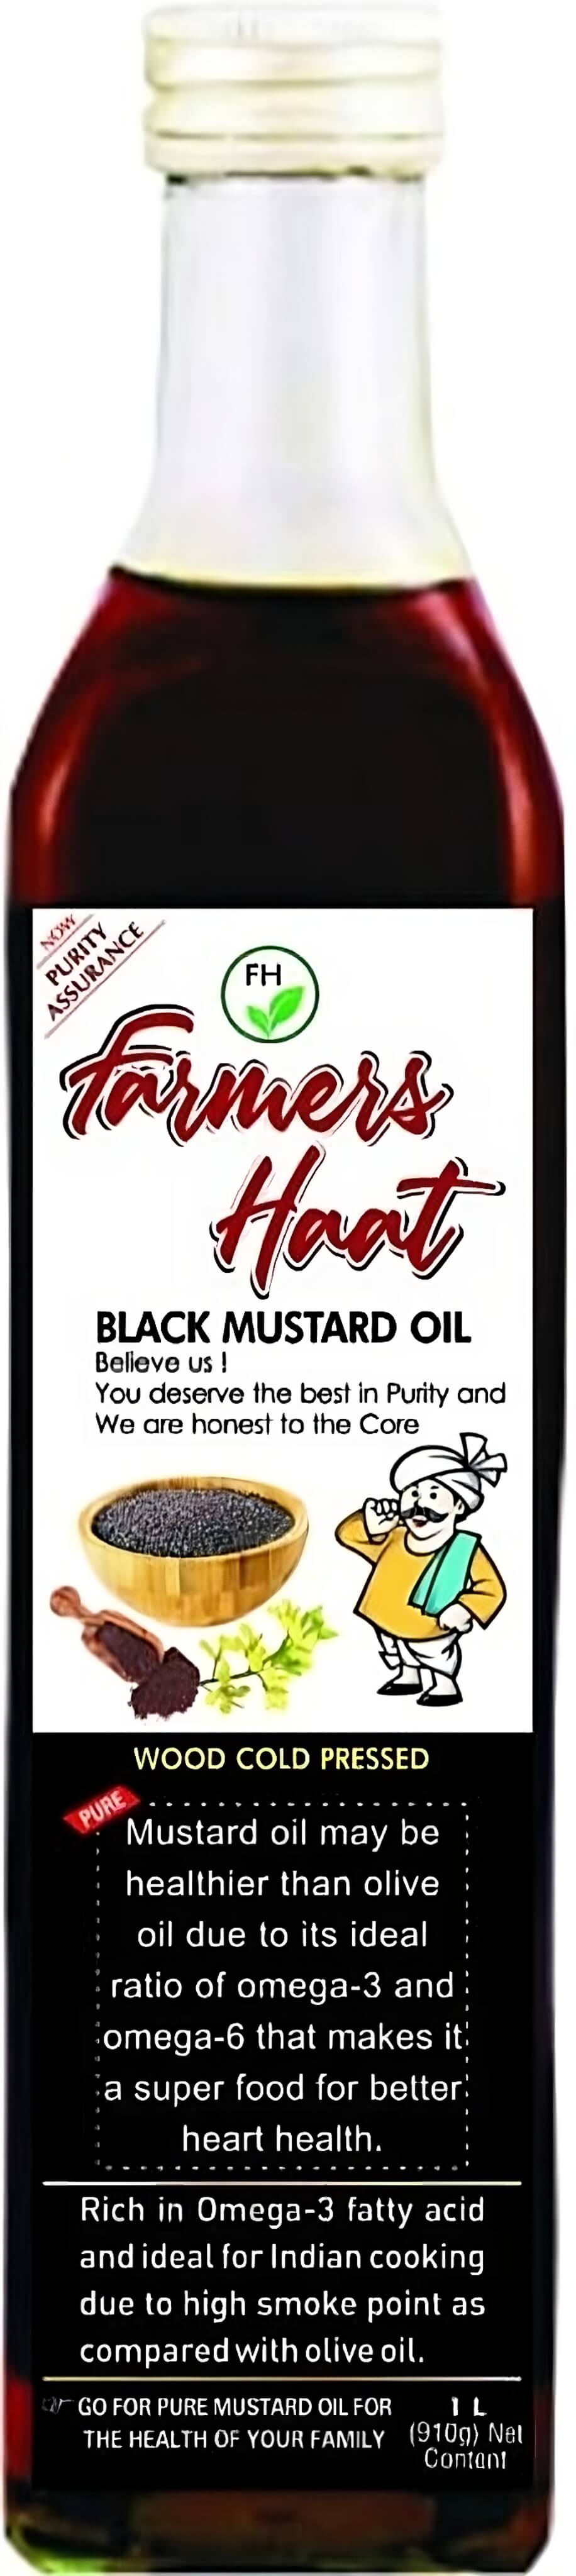 NOW
PURITY
ASSURANCE
FH
Farmers
Haat
BLACK MUSTARD OIL
Believe us !
You deserve the best in Purity and
We are honest to the Core
WOOD COLD PRESSED
PURE
Mustard oil may be
healthier than olive
oil due to its ideal
ratio of omega-3 and
omega-6 that makes it
a super food for better
heart health.
Rich in Omega-3 fatty acid
and ideal for Indian cooking
due to high smoke point as
compared with olive oil.
GO FOR PURE MUSTARD OIL FOR
THE HEALTH OF YOUR FAMILY
1 L
(910g) Net
Content